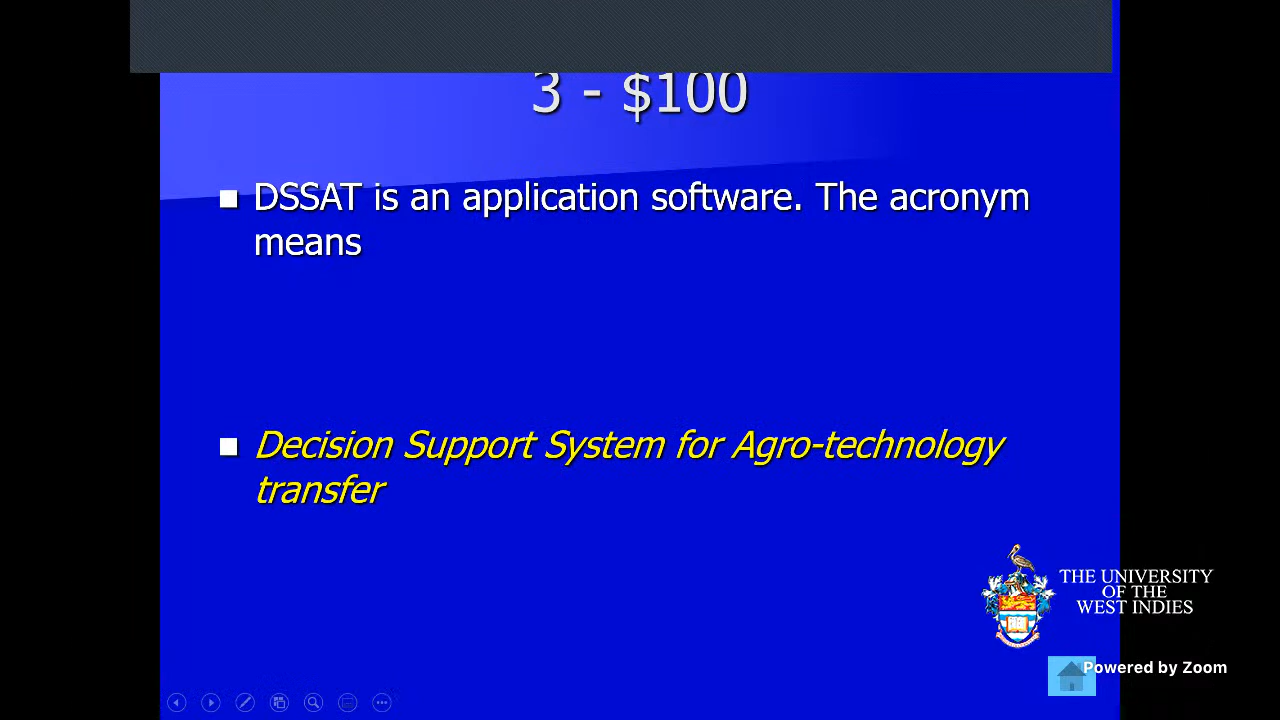 3 - $100
DSSAT is an application software. The acronym
means
Decision Support System for Agro-technology
transfer
THE UNIVERSITY
OF THE
WEST INDIES
Powered by Zoom